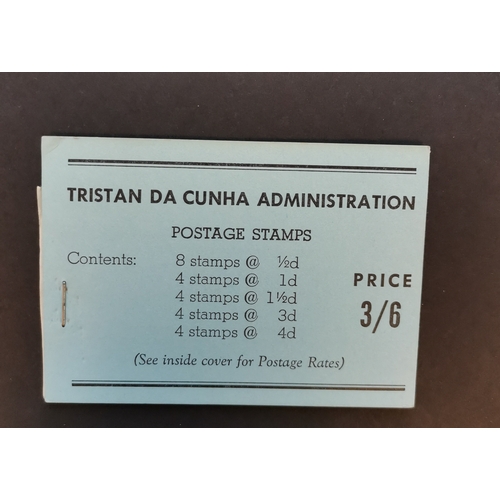 TRISTAN DA CUNHA ADMINISTRATION
POSTAGE STAMPS
Contents: 8 stamps @ ½d
4 stamps @ 1d
4 stamps @ 1½d
4 stamps @ 3d
4 stamps @ 4d
PRICE
3/6
(See inside cover for Postage Rates)